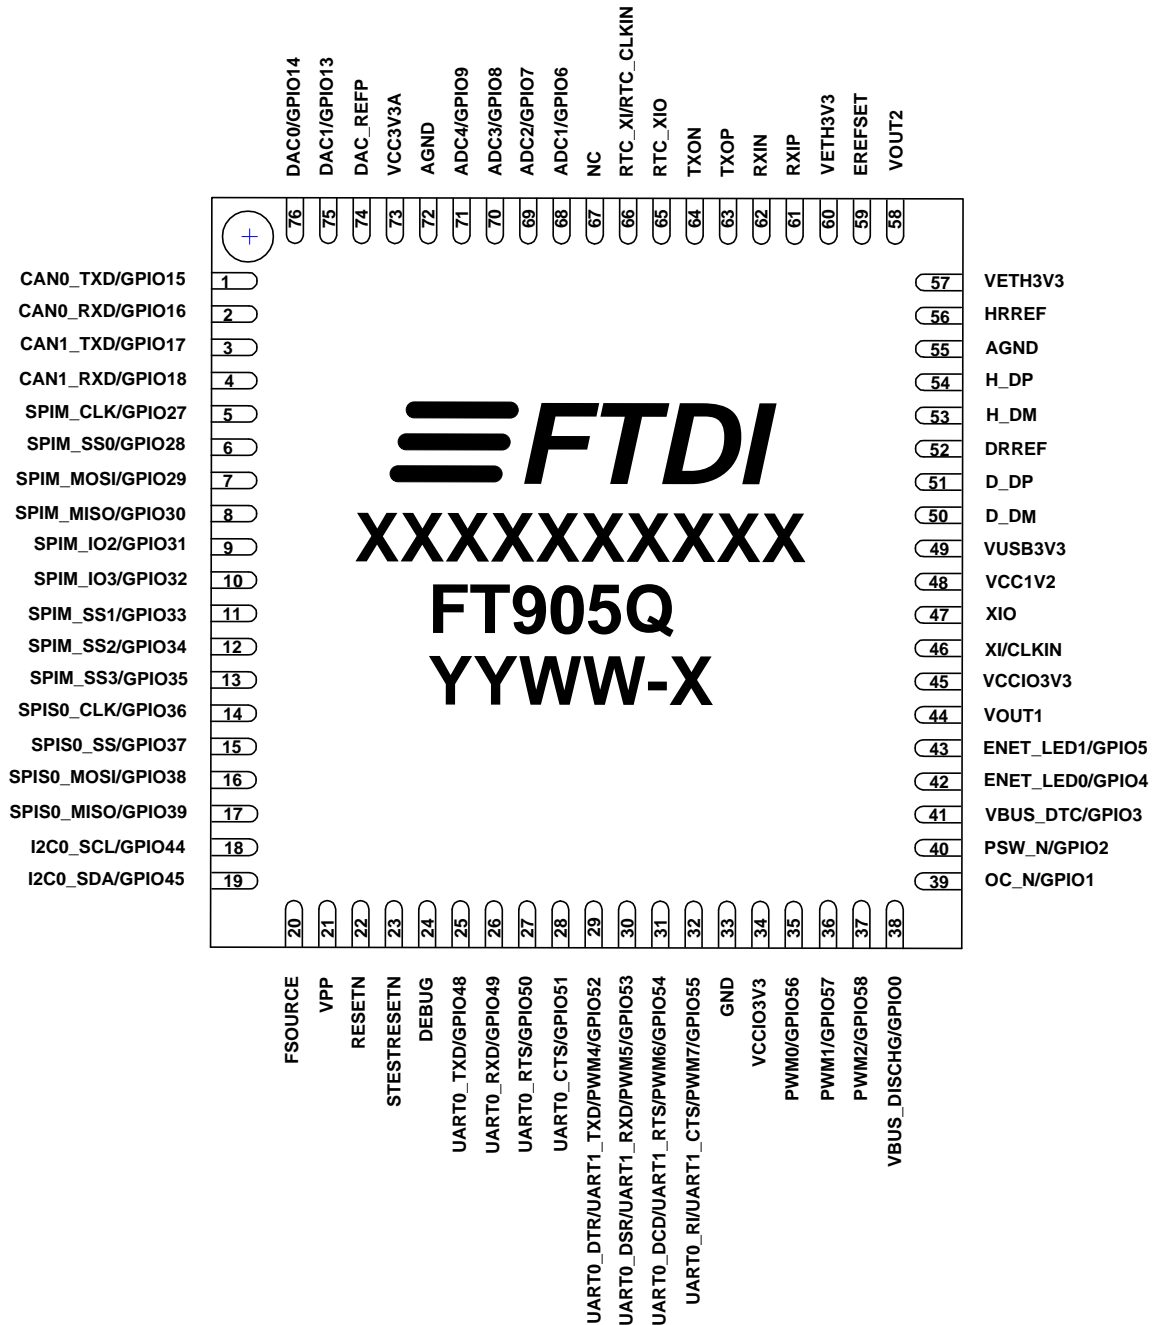 DAC0/GPIO14
DAC1/GPIO13
DAC_REFP
VCC3V3A
AGND
ADC4/GPIO9
ADC3/GPIO8
ADC2/GPIO7
ADC1/GPIO6
NC
RTC_XI/RTC_CLKIN
RTC_XIO
TXON
TXOP
RXIN
RXIP
VETH3V3
EREFSET
VOUT2
76
75
74
73
72
71
70
69
68
67
66
65
64
63
62
61
60
59
58
CAN0_TXD/GPIO15 1
CAN0_RXD/GPIO16 2
CAN1_TXD/GPIO17 3
CAN1_RXD/GPIO18 4
SPIM_CLK/GPIO27 5
SPIM_SS0/GPIO28 6
SPIM_MOSI/GPIO29 7
SPIM_MISO/GPIO30 8
SPIM_IO2/GPIO31 9
SPIM_IO3/GPIO32 10
SPIM_SS1/GPIO33 11
SPIM_SS2/GPIO34 12
SPIM_SS3/GPIO35 13
SPIS0_CLK/GPIO36 14
SPIS0_SS/GPIO37 15
SPIS0_MOSI/GPIO38 16
SPIS0_MISO/GPIO39 17
I2C0_SCL/GPIO44 18
I2C0_SDA/GPIO45 19
FTDI
XXXXXXXXXX
FT905Q
YYWW-X
57 VETH3V3
56 HRREF
55 AGND
54 H_DP
53 H_DM
52 DRREF
51 D_DP
50 D_DM
49 VUSB3V3
48 VCC1V2
47 XIO
46 XI/CLKIN
45 VCCIO3V3
44 VOUT1
43 ENET_LED1/GPIO5
42 ENET_LED0/GPIO4
41 VBUS_DTC/GPIO3
40 PSW_N/GPIO2
39 OC_N/GPIO1
20
21
22
23
24
25
26
27
28
29
30
31
32
33
34
35
36
37
38
FSOURCE
VPP
RESETN
STESTRESETN
DEBUG
UART0_TXD/GPIO48
UART0_RXD/GPIO49
UART0_RTS/GPIO50
UART0_CTS/GPIO51
UART0_DTR/UART1_TXD/PWM4/GPIO52
UART0_DSR/UART1_RXD/PWM5/GPIO53
UART0_DCD/UART1_RTS/PWM6/GPIO54
UART0_RI/UART1_CTS/PWM7/GPIO55
GND
VCCIO3V3
PWM0/GPIO56
PWM1/GPIO57
PWM2/GPIO58
VBUS_DISCHG/GPIO0